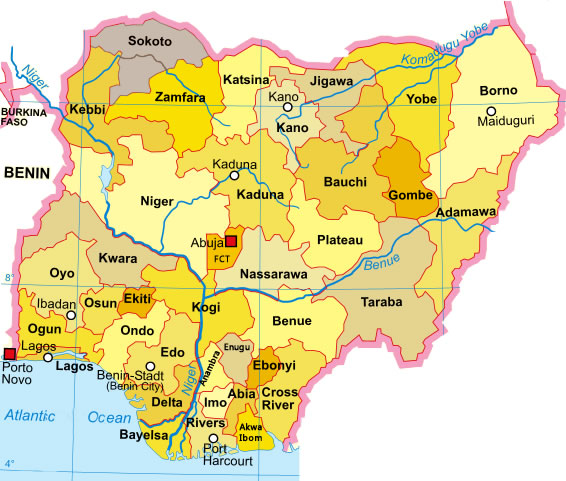 Sokoto
Niger
Komadugu Yobe
Katsina
Jigawa
Kebbi
Zamfara
Kano
Yobe
Borno
BURKINA
FASO
Kano
Maiduguri
BENIN
Kaduna
Bauchi
Gombe
Niger
Kaduna
Adamawa
Abuja
Plateau
Kwara
FCT
Benue
Oyo
Nassarawa
8°
Taraba
Ibadan
Osun
Ekiti
Kogi
Ogun
Ondo
Benue
Lagos
Edo
Enugu
Porto
Novo
Lagos
Benin-Stadt
(Benin City)
Niger
Anambra
Ebonyi
Atlantic Ocean
Delta
Imo
Abia
Cross
River
Bayelsa
Rivers
Akwa
Ibom
Port
Harcourt
4°